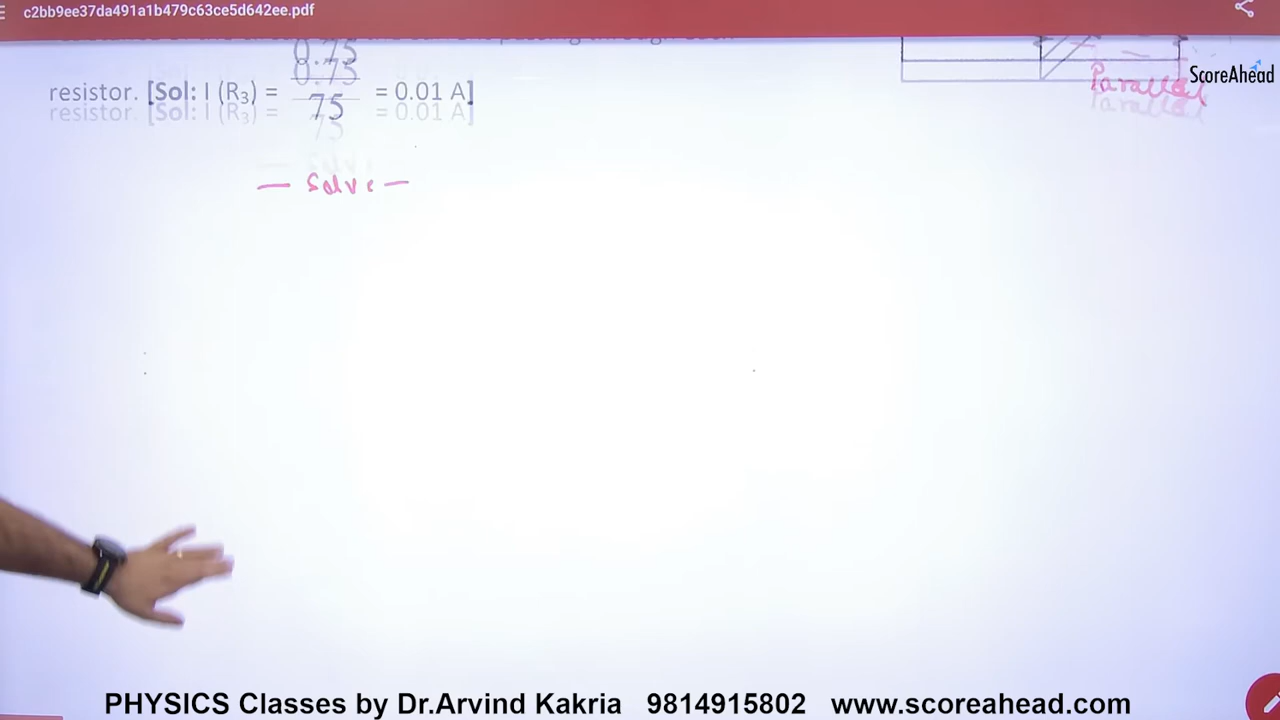 c2bb9ee37da491a1b479c63ce5d642ee.pdf
ScoreAhead
Parallel
0.75
resistor. [Sol: I (R₃) = = 0.01 A]
75
— Solve —
PHYSICS Classes by Dr.Arvind Kakria 9814915802 www.scoreahead.com